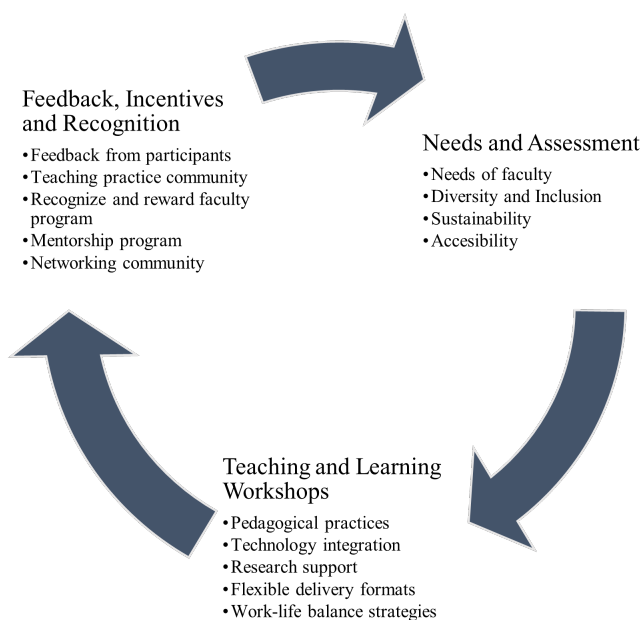 Feedback, Incentives
and Recognition
•Feedback from participants
•Teaching practice community
•Recognize and reward faculty
program
•Mentorship program
•Networking community
Needs and Assessment
•Needs of faculty
•Diversity and Inclusion
•Sustainability
•Accesibility
Teaching and Learning
Workshops
•Pedagogical practices
•Technology integration
•Research support
•Flexible delivery formats
•Work-life balance strategies